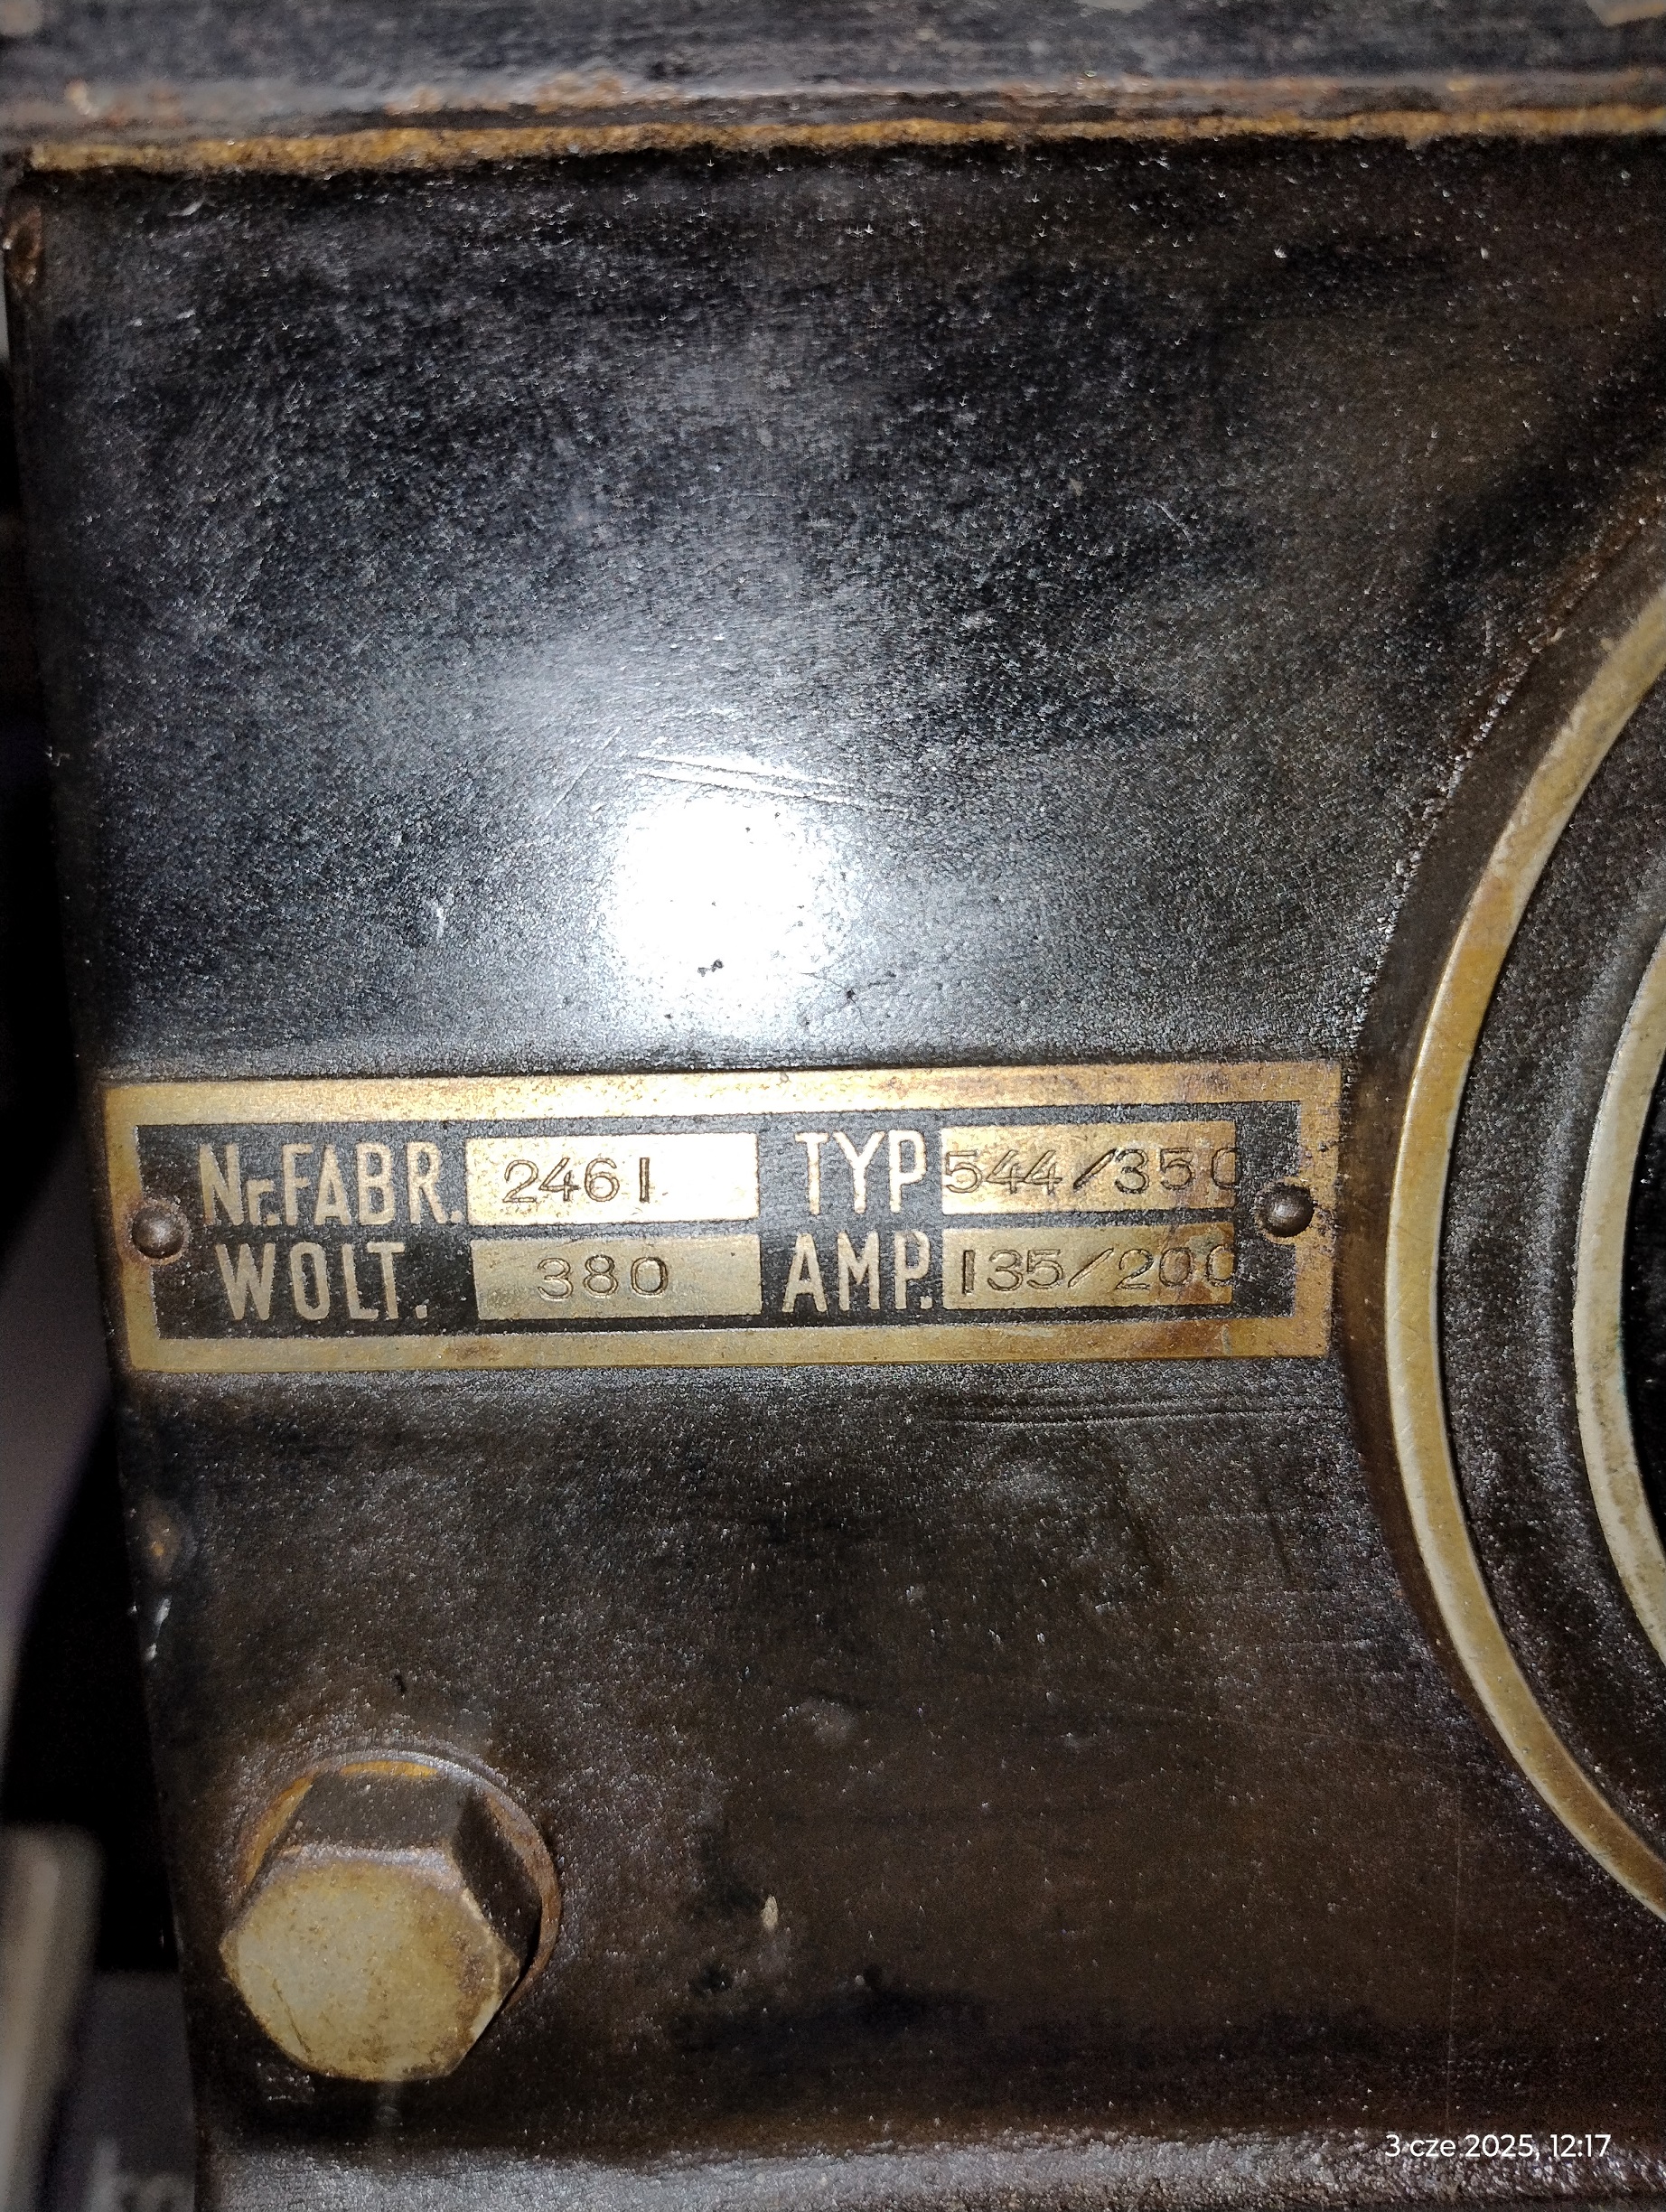 Nr. FABR. 2461 TYP 544/350
WOLT. 380 AMP. 135/200
3 cze 2025, 12:17